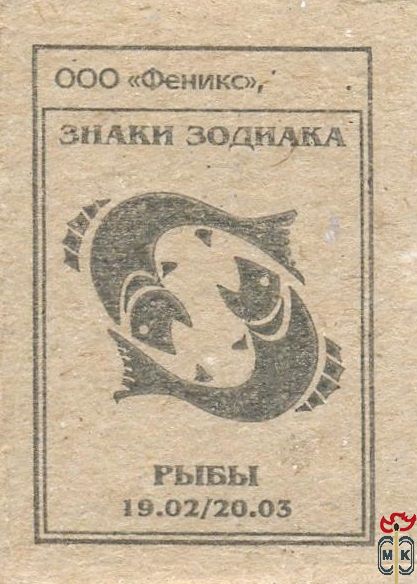 ООО «Феникс»,
ЗНАКИ ЗОДИАКА
РЫБЫ
19.02/20.03
МК